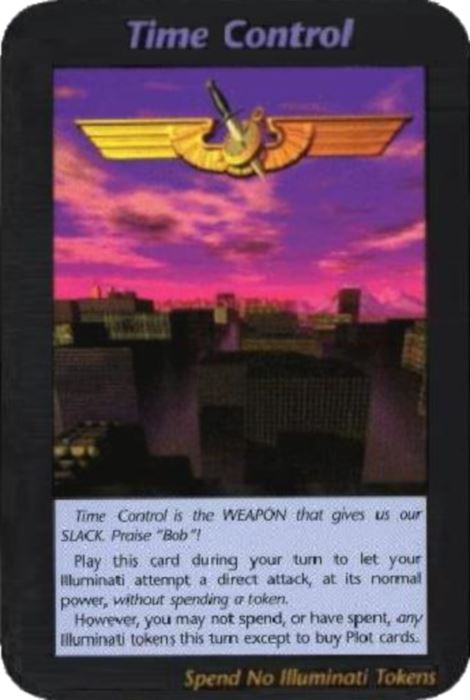 Time Control
Time Control is the WEAPON that gives us our
SLACK. Praise "Bob"!
Play this card during your turn to let your
Illuminati attempt a direct attack, at its normal
power, without spending a token.
However, you may not spend, or have spent, any
Illuminati tokens this turn except to buy Plot cards.
Spend No Illuminati Tokens